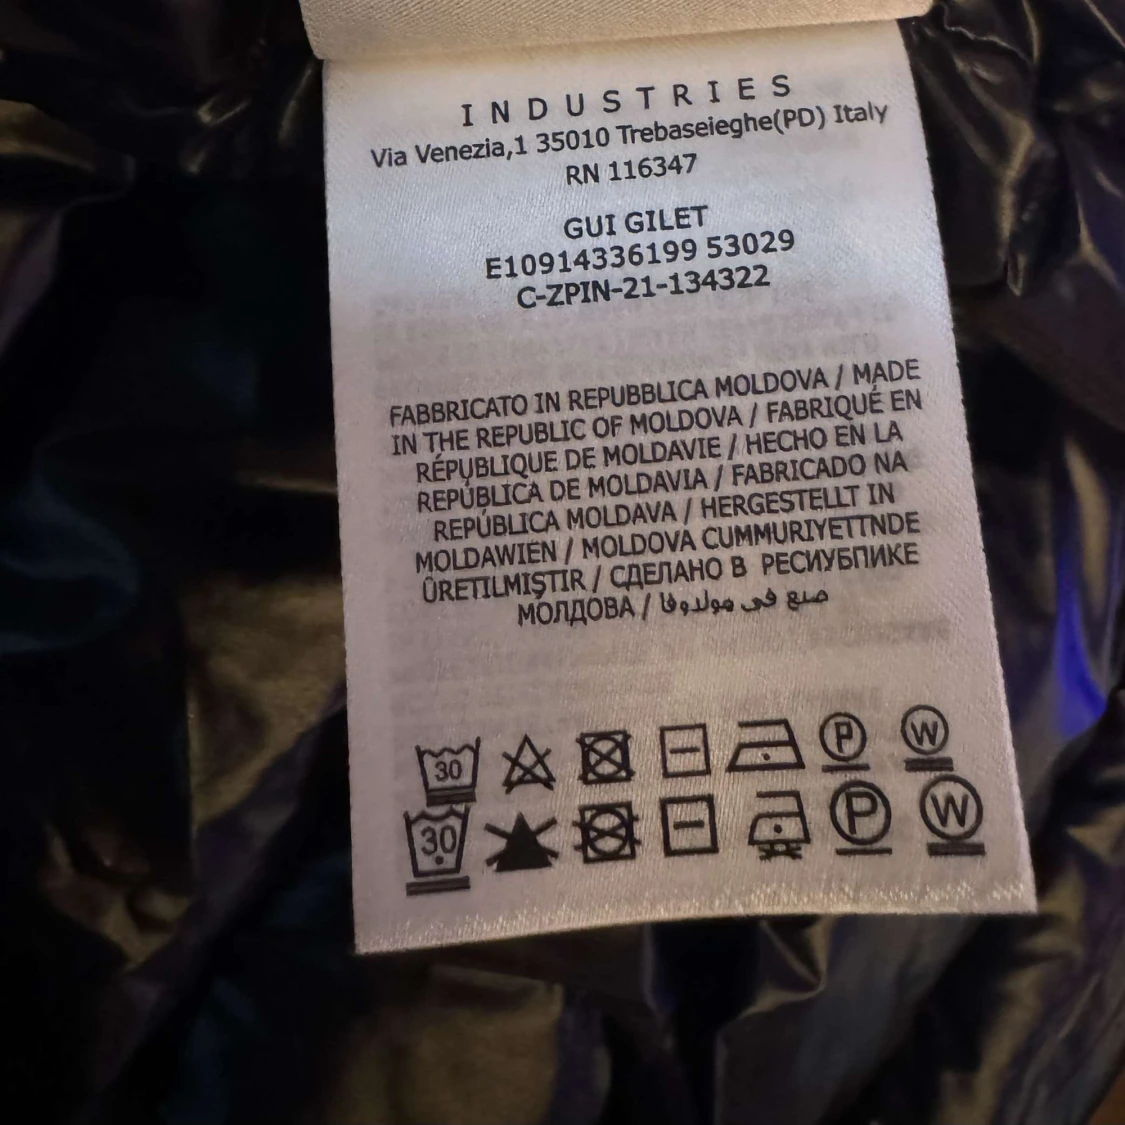 INDUSTRIES
Via Venezia,1 35010 Trebaseieghe(PD) Italy
RN 116347
GUI GILET
E10914336199 53029
C-ZPIN-21-134322
FABBRICATO IN REPUBBLICA MOLDOVA / MADE
IN THE REPUBLIC OF MOLDOVA / FABRIQUÉ EN
RÉPUBLIQUE DE MOLDAVIE / HECHO EN LA
REPÚBLICA DE MOLDAVIA / FABRICADO NA
REPÚBLICA MOLDAVA / HERGESTELLT IN
MOLDAWIEN / MOLDOVA CUMMURIYETTNDE
ÜRETILMIŞTIR / СДЕЛАНО В РЕСИУБПИКЕ
МОЛДОВА / صنع في مولدوفا
30 P W
30 P W